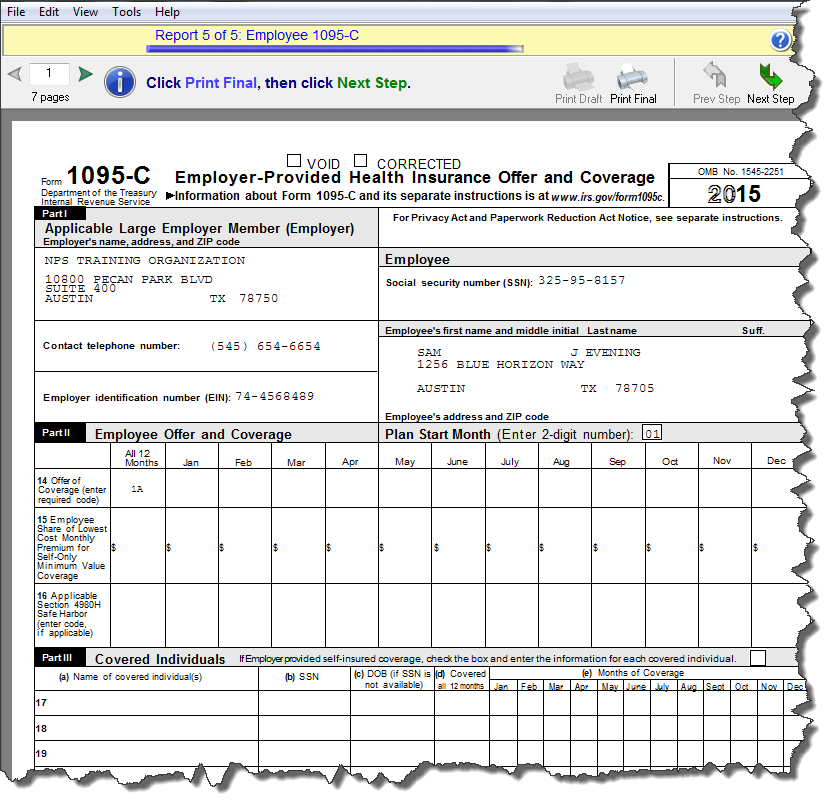 File Edit View Tools Help
Report 5 of 5: Employee 1095-C
?
1
7 pages
i
Click Print Final, then click Next Step.
Print Draft Print Final Prev Step Next Step
VOID CORRECTED
Form 1095-C
Department of the Treasury
Internal Revenue Service
Employer-Provided Health Insurance Offer and Coverage
▶Information about Form 1095-C and its separate instructions is at www.irs.gov/form1095c.
OMB No. 1545-2251
2015
Part I
Applicable Large Employer Member (Employer)
For Privacy Act and Paperwork Reduction Act Notice, see separate instructions.
Employer's name, address, and ZIP code
NPS TRAINING ORGANIZATION
10800 PECAN PARK BLVD
SUITE 400
AUSTIN TX 78750
Employee
Social security number (SSN): 325-95-8157
Contact telephone number: (545) 654-6654
Employee's first name and middle initial Last name Suff.
SAM J EVENING
1256 BLUE HORIZON WAY
AUSTIN TX 78705
Employer identification number (EIN): 74-4568489
Employee's address and ZIP code
Part II Employee Offer and Coverage Plan Start Month (Enter 2-digit number): 01
All 12
Months Jan Feb Mar Apr May June July Aug Sep Oct Nov Dec
14 Offer of
Coverage (enter
required code)
1A
15 Employee
Share of Lowest
Cost Monthly
Premium for
Self-Only
Minimum Value
Coverage
$ $ $ $ $ $ $ $ $ $ $ $ $
16 Applicable
Section 4980H
Safe Harbor
(enter code,
if applicable)
Part III Covered Individuals If Employer provided self-insured coverage, check the box and enter the information for each covered individual.
(a) Name of covered individual(s) (b) SSN (c) DOB (if SSN is
not available) (d) Covered
all 12 months (e) Months of Coverage
Jan Feb Mar Apr May June July Aug Sept Oct Nov Dec
17
18
19